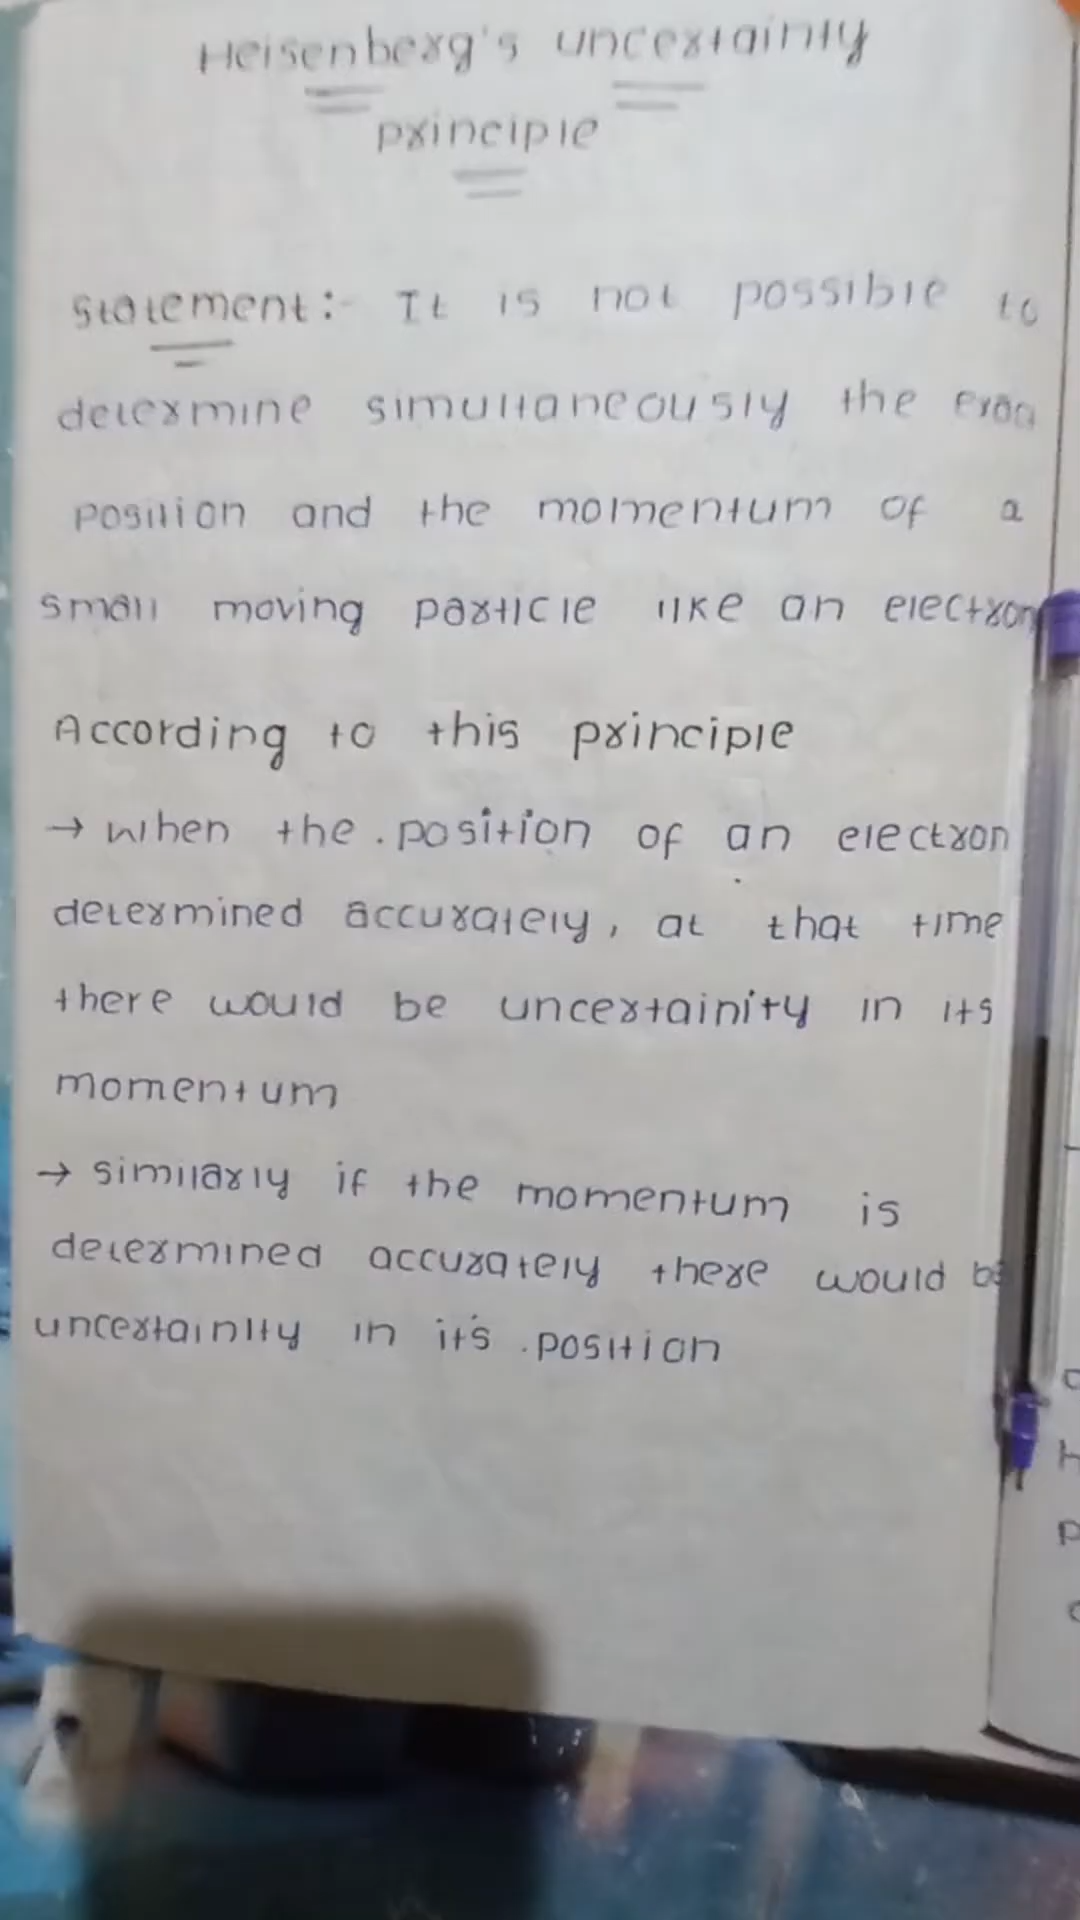 Heisenberg's uncertainty
principle
Statement:- It is not possible to
determine simultaneously the exac
position and the momentum of a
small moving particle like an electron
According to this principle
→ when the position of an electron
determined accurately, at that time
there would be uncertainity in its
momentum
→ similarly if the momentum is
determined accurately there would be
uncertainity in it's position